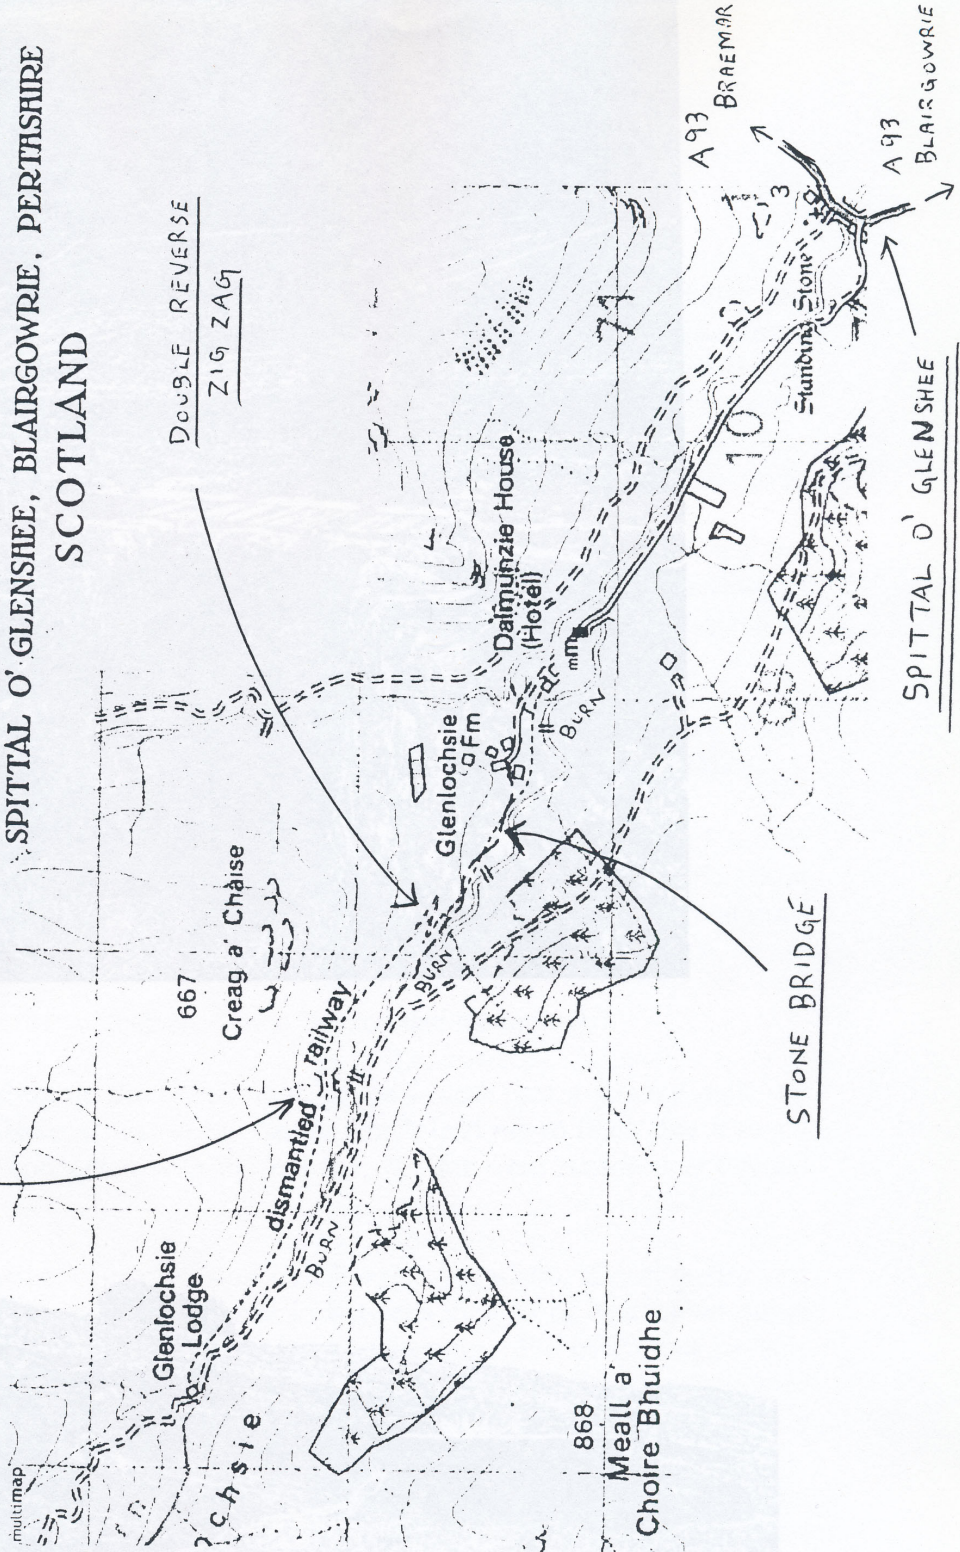 SPITTAL O' GLENSHEE, BLAIRGOWRIE, PERTHSHIRE
SCOTLAND
DOUBLE REVERSE
ZIG ZAG
A93
BRAEMAR
A93
BLAIRGOWRIE
multimap
Glenlochsie
Lodge
667
Creag a' Chaise
dismantled railway
BURN
BURN
BURN
Glenlochsie
Fm
Dalmunzie House
(Hotel)
71
10
3
Standing Stone
chsie
868
Meall a'
Choire Bhuidhe
STONE BRIDGE
SPITTAL O' GLENSHEE